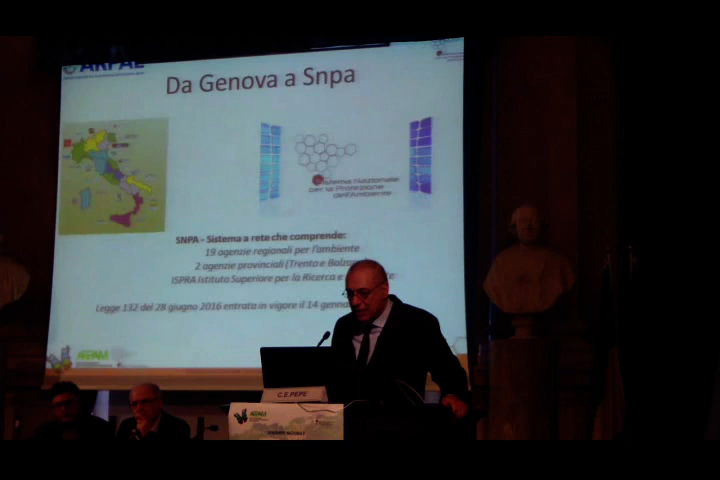 ARPAL
Da Genova a Snpa
Sistema Nazionale
per la Protezione
dell'Ambiente
SNPA - Sistema a rete che comprende:
19 agenzie regionali per l'ambiente
2 agenzie provinciali (Trento e
ISPRA Istituto Superiore per la Ricerca e
Legge 132 del 28 giugno 2016 entrata in vigore il 14
ARPAM
C.E.PEPE
ARPAM